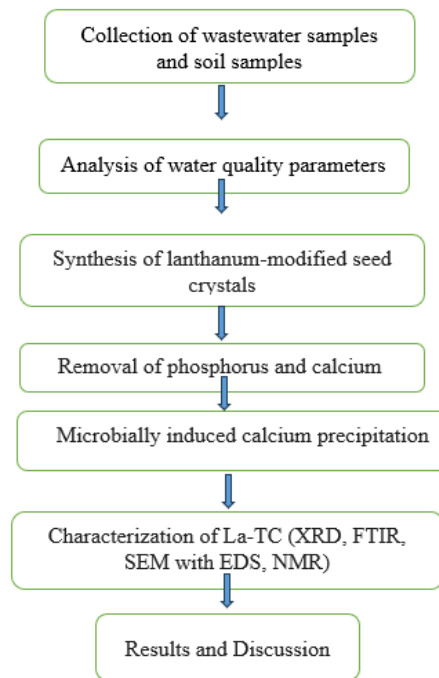 Collection of wastewater samples
and soil samples
Analysis of water quality parameters
Synthesis of lanthanum-modified seed
crystals
Removal of phosphorus and calcium
Microbially induced calcium precipitation
Characterization of La-TC (XRD, FTIR,
SEM with EDS, NMR)
Results and Discussion